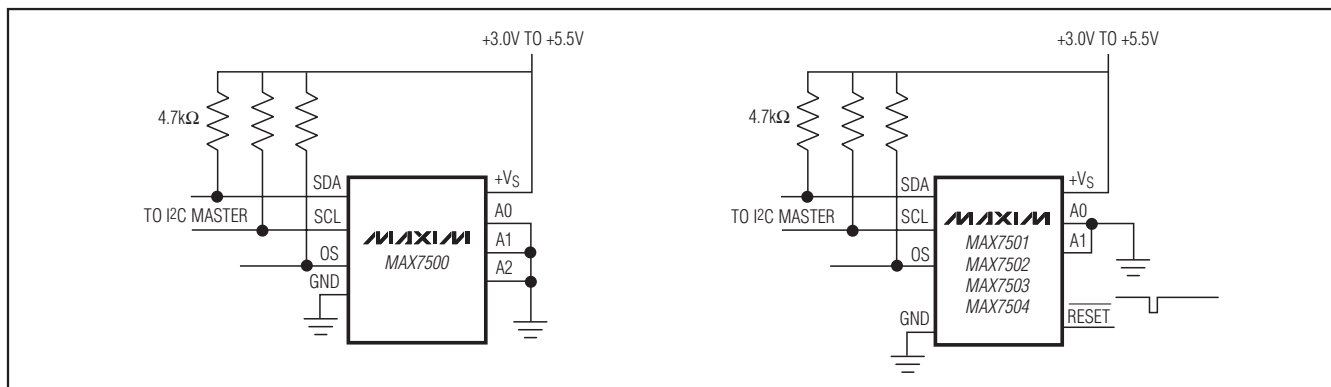 +3.0V TO +5.5V
4.7kΩ
SDA
+VS
TO I²C MASTER
SCL
A0
MAXIM
A1
MAX7500
OS
A2
GND
+3.0V TO +5.5V
4.7kΩ
SDA
+VS
TO I²C MASTER
SCL
A0
MAXIM
MAX7501
A1
OS
MAX7502
MAX7503
MAX7504
GND
RESET